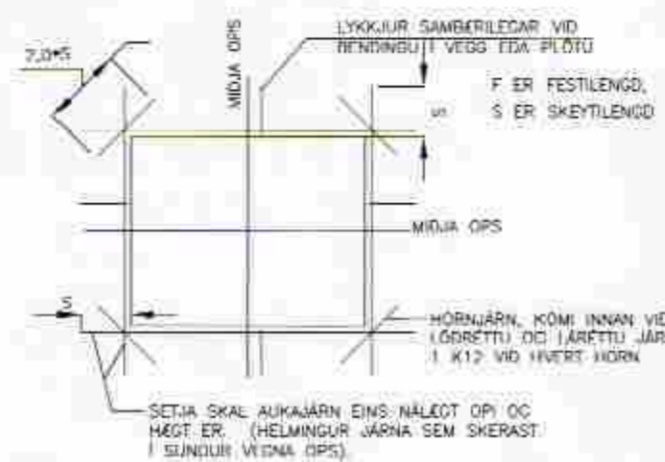 LYKKJUR SAMBÆRILEGAR VIÐ
BENDINGU Í VEGG EÐA PLÖTU
2,0*S
MIÐJA OPS
F ER FESTILENGD,
S ER SKEYTILENGD
S
MIÐJA OPS
S
HORNJÁRN, KOMI INNAN VIÐ
LÓÐRÉTTU OG LÁRÉTTU JÁR
1 K12 VIÐ HVERT HORN
SETJA SKAL AUKAJÁRN EINS NÁLÆGT OPI OG
HÆGT ER. (HELMINGUR JÁRNA SEM SKERAST
Í SUNDUR VEGNA OPS).